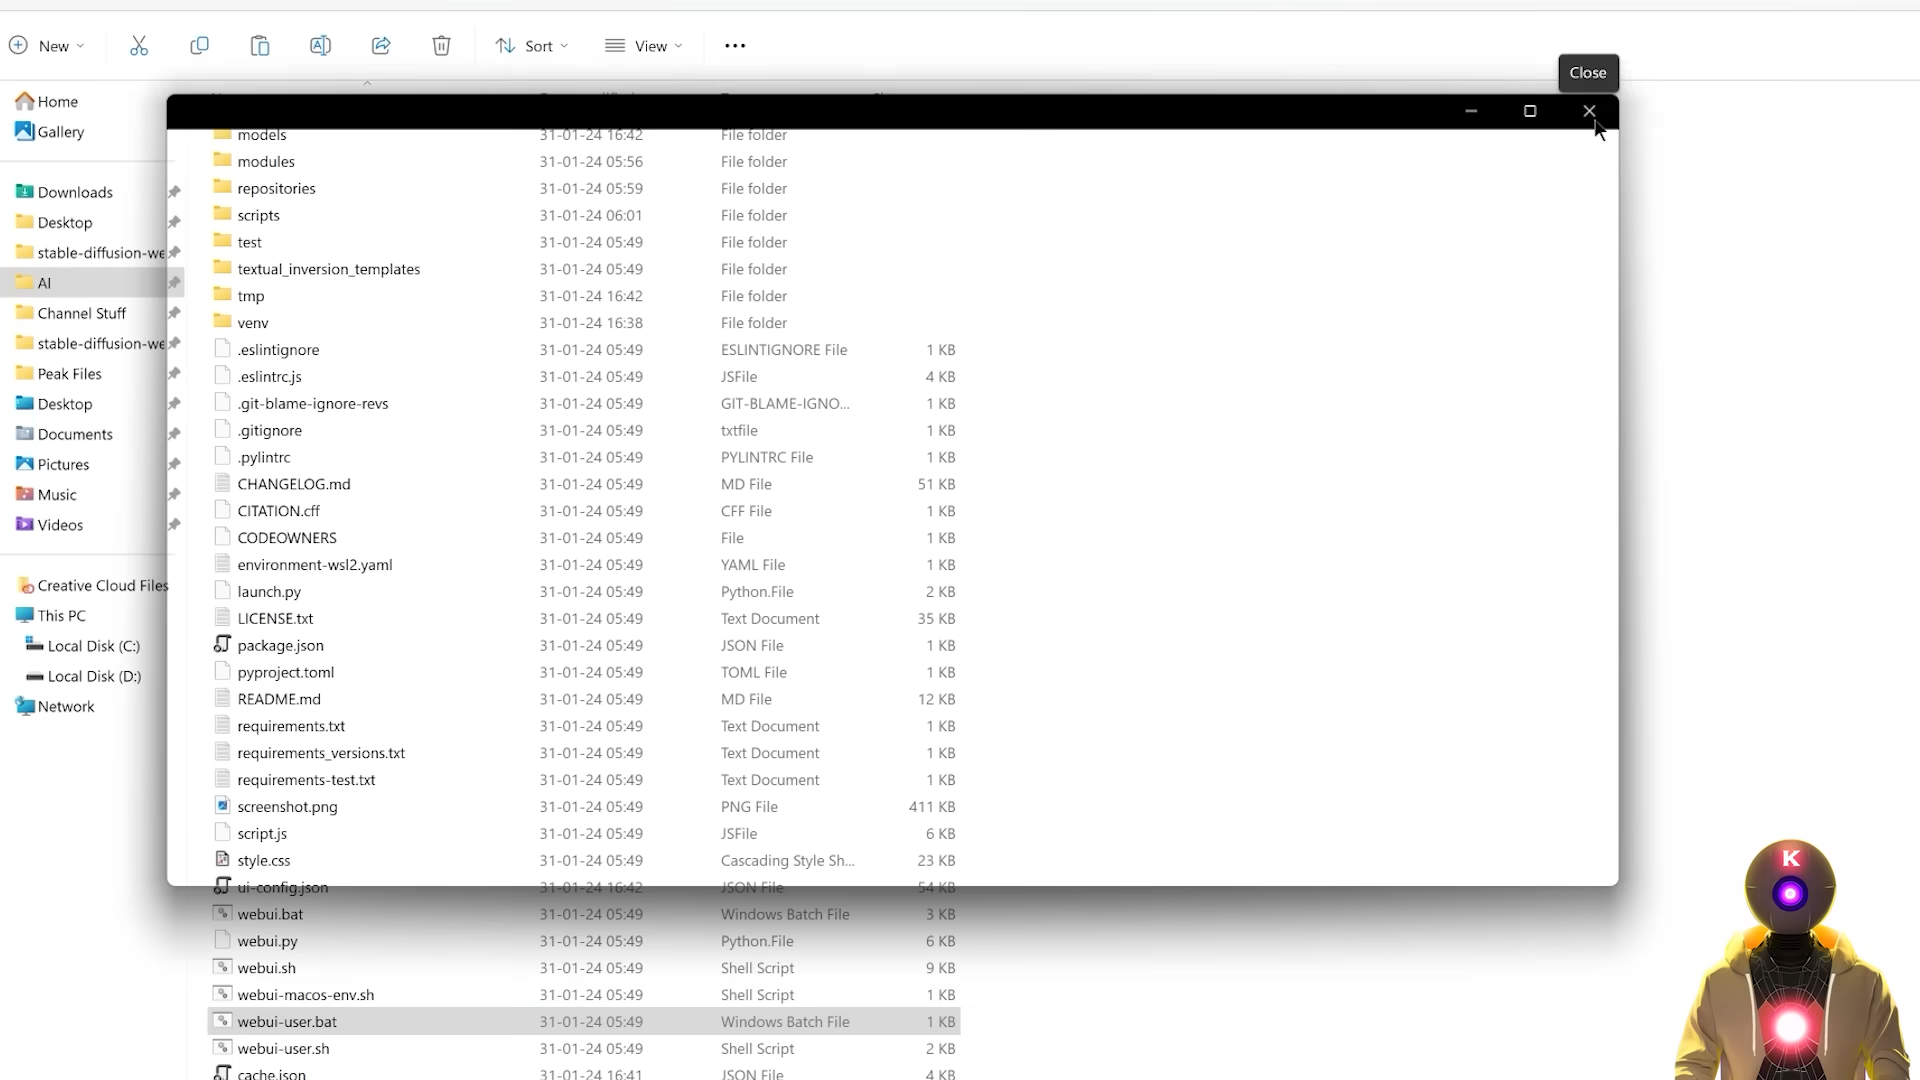 New
Sort
View
Close
Home
Gallery
Downloads
Desktop
stable-diffusion-we
AI
Channel Stuff
stable-diffusion-we
Peak Files
Desktop
Documents
Pictures
Music
Videos
Creative Cloud Files
This PC
Local Disk (C:)
Local Disk (D:)
Network
models 31-01-24 16:42 File folder
modules 31-01-24 05:56 File folder
repositories 31-01-24 05:59 File folder
scripts 31-01-24 06:01 File folder
test 31-01-24 05:49 File folder
textual_inversion_templates 31-01-24 05:49 File folder
tmp 31-01-24 16:42 File folder
venv 31-01-24 16:38 File folder
.eslintignore 31-01-24 05:49 ESLINTIGNORE File 1 KB
.eslintrc.js 31-01-24 05:49 JSFile 4 KB
.git-blame-ignore-revs 31-01-24 05:49 GIT-BLAME-IGNO... 1 KB
.gitignore 31-01-24 05:49 txtfile 1 KB
.pylintrc 31-01-24 05:49 PYLINTRC File 1 KB
CHANGELOG.md 31-01-24 05:49 MD File 51 KB
CITATION.cff 31-01-24 05:49 CFF File 1 KB
CODEOWNERS 31-01-24 05:49 File 1 KB
environment-wsl2.yaml 31-01-24 05:49 YAML File 1 KB
launch.py 31-01-24 05:49 Python.File 2 KB
LICENSE.txt 31-01-24 05:49 Text Document 35 KB
package.json 31-01-24 05:49 JSON File 1 KB
pyproject.toml 31-01-24 05:49 TOML File 1 KB
README.md 31-01-24 05:49 MD File 12 KB
requirements.txt 31-01-24 05:49 Text Document 1 KB
requirements_versions.txt 31-01-24 05:49 Text Document 1 KB
requirements-test.txt 31-01-24 05:49 Text Document 1 KB
screenshot.png 31-01-24 05:49 PNG File 411 KB
script.js 31-01-24 05:49 JSFile 6 KB
style.css 31-01-24 05:49 Cascading Style Sh... 23 KB
ui-config.json 31-01-24 16:42 JSON File 54 KB
webui.bat 31-01-24 05:49 Windows Batch File 3 KB
webui.py 31-01-24 05:49 Python.File 6 KB
webui.sh 31-01-24 05:49 Shell Script 9 KB
webui-macos-env.sh 31-01-24 05:49 Shell Script 1 KB
webui-user.bat 31-01-24 05:49 Windows Batch File 1 KB
webui-user.sh 31-01-24 05:49 Shell Script 2 KB
cache.json 31-01-24 16:41 JSON File 4 KB
K